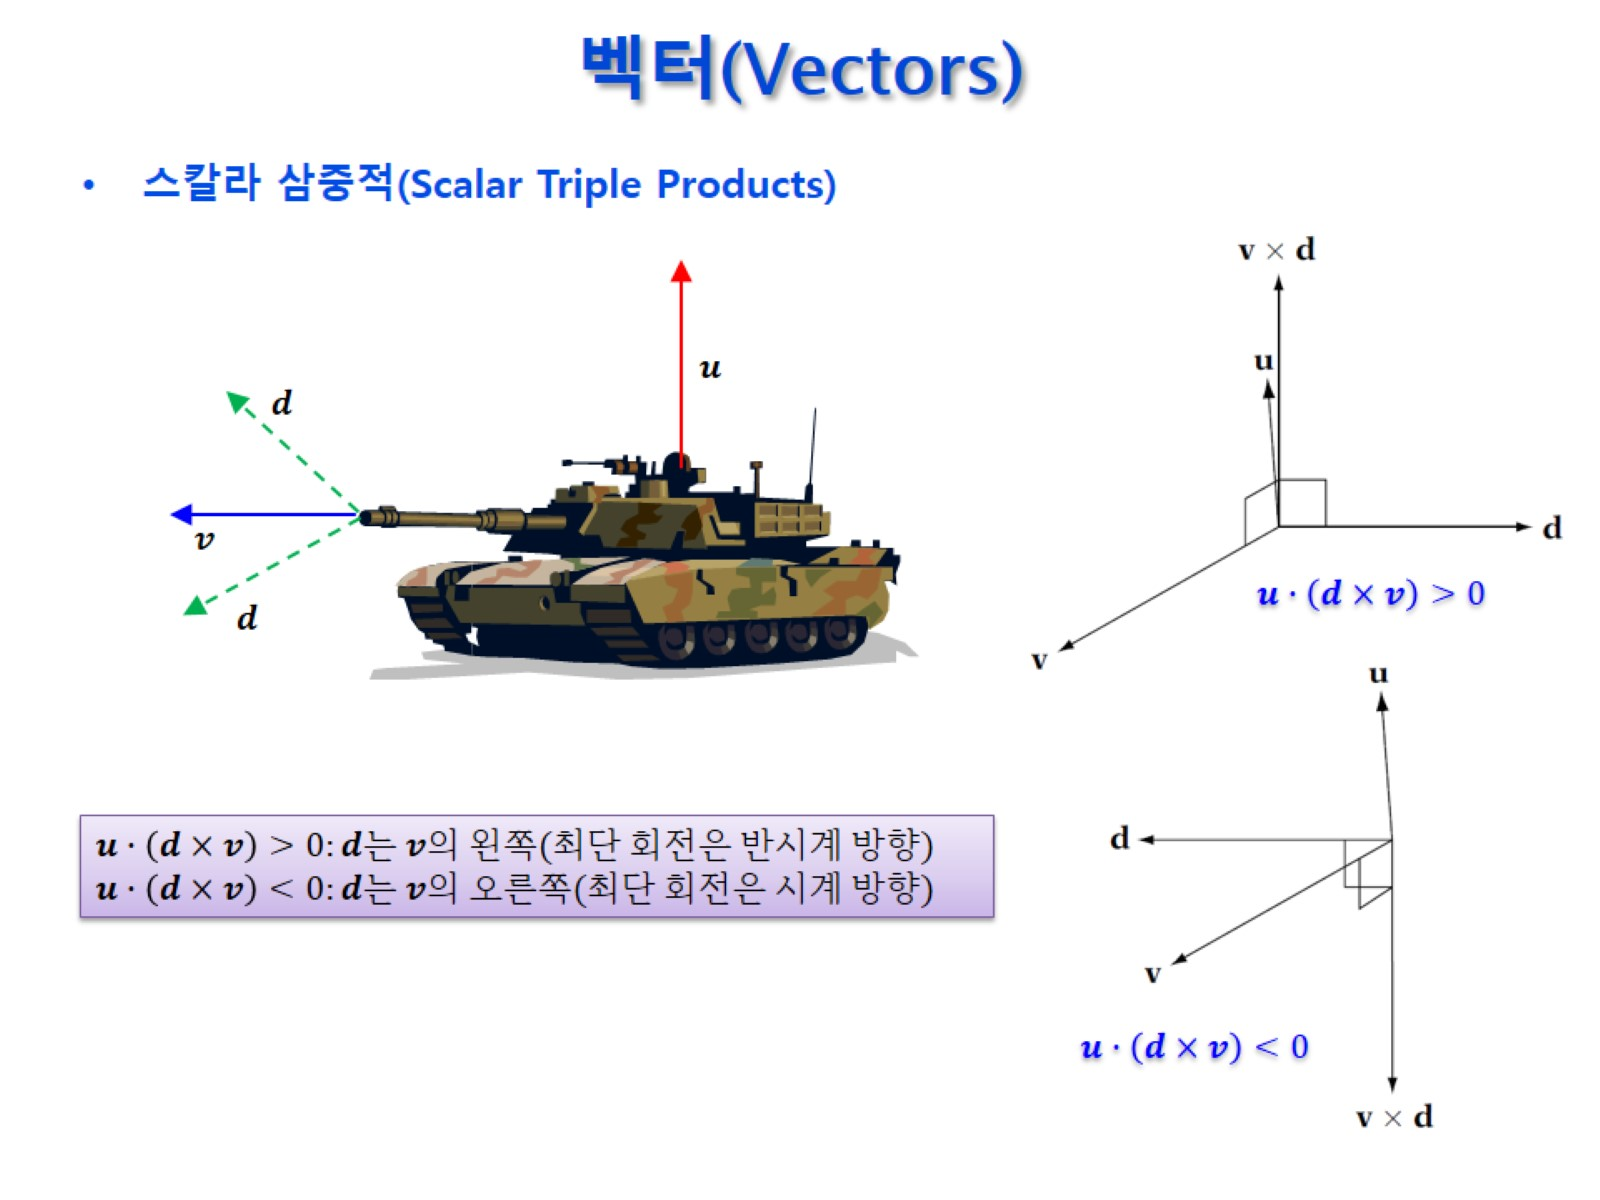 벡터(Vectors)
• 스칼라 삼중적(Scalar Triple Products)
u
d
v
d
v × d
u
d
u · (d × v) > 0
v
u
d
v
u · (d × v) < 0
v × d
u · (d × v) > 0: d는 v의 왼쪽(최단 회전은 반시계 방향)
u · (d × v) < 0: d는 v의 오른쪽(최단 회전은 시계 방향)